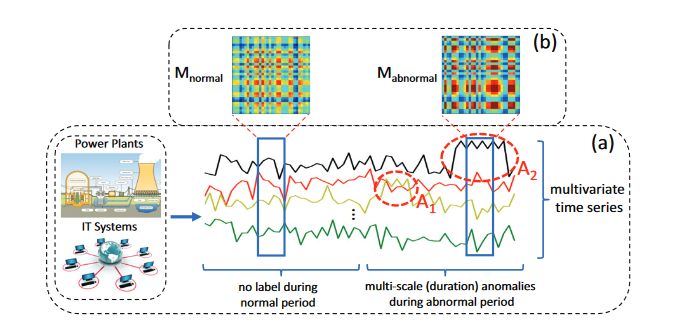 (b)
Mnormal
Mabnormal
(a)
Power Plants
IT Systems
A1
A2
multivariate
time series
⋮
no label during
normal period
multi-scale (duration) anomalies
during abnormal period